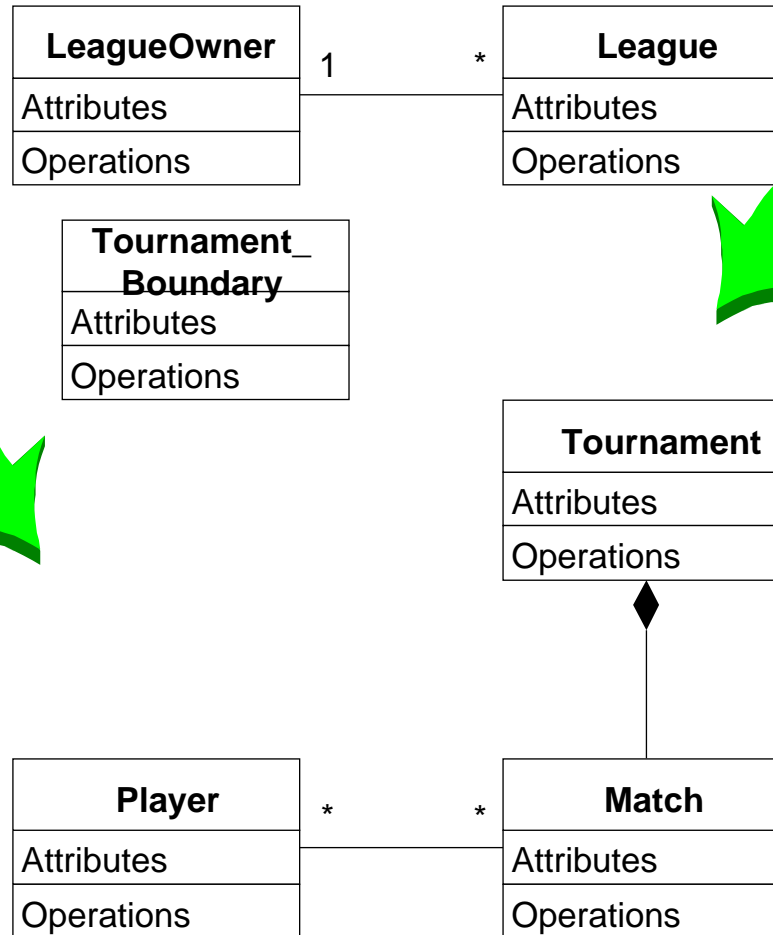 LeagueOwner
1
*
League
Attributes
Operations
Attributes
Operations
Tournament_
Boundary
Attributes
Operations
Tournament
Attributes
Operations
Player
*
*
Match
Attributes
Operations
Attributes
Operations